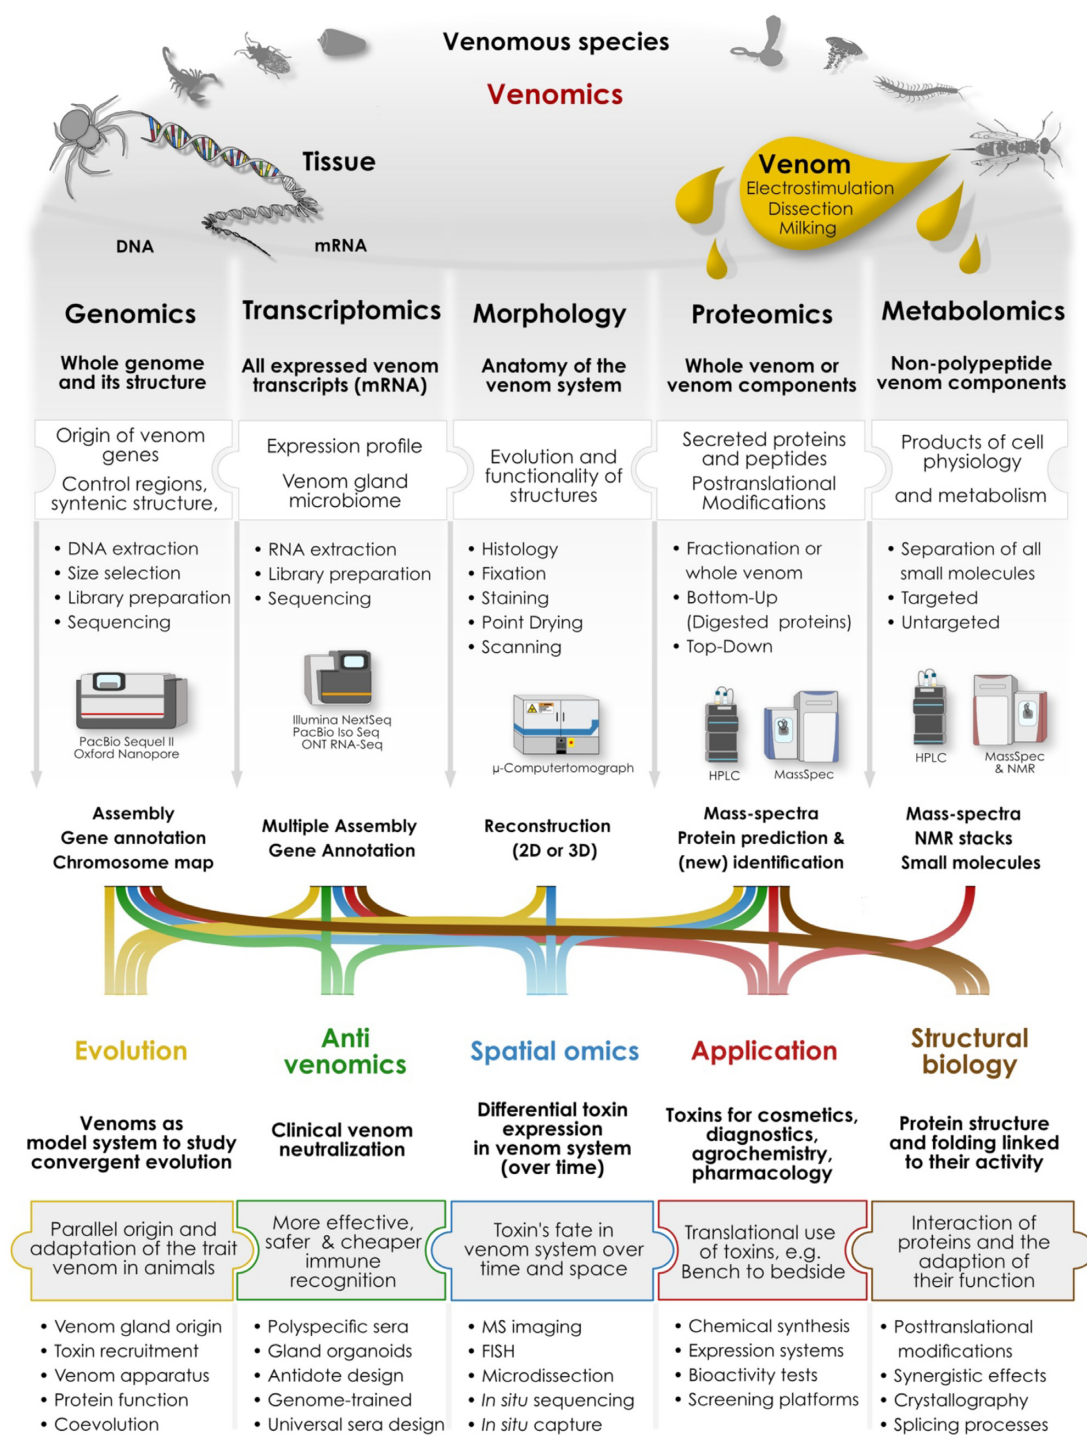 Venomous species
Venomics
Tissue
DNA
mRNA
Venom
Electrostimulation
Dissection
Milking
Genomics
Whole genome
and its structure
Origin of venom
genes
Control regions,
syntenic structure,
• DNA extraction
• Size selection
• Library preparation
• Sequencing
PacBio Sequel II
Oxford Nanopore
Assembly
Gene annotation
Chromosome map
Transcriptomics
All expressed venom
transcripts (mRNA)
Expression profile
Venom gland
microbiome
• RNA extraction
• Library preparation
• Sequencing
Illumina NextSeq
PacBio Iso Seq
ONT RNA-Seq
Multiple Assembly
Gene Annotation
Morphology
Anatomy of the
venom system
Evolution and
functionality of
structures
• Histology
• Fixation
• Staining
• Point Drying
• Scanning
μ-Computertomograph
Reconstruction
(2D or 3D)
Proteomics
Whole venom or
venom components
Secreted proteins
and peptides
Postranslational
Modifications
• Fractionation or
whole venom
• Bottom-Up
(Digested proteins)
• Top-Down
HPLC
MassSpec
Mass-spectra
Protein prediction &
(new) identification
Metabolomics
Non-polypeptide
venom components
Products of cell
physiology
and metabolism
• Separation of all
small molecules
• Targeted
• Untargeted
HPLC
MassSpec
& NMR
Mass-spectra
NMR stacks
Small molecules
Evolution
Venoms as
model system to study
convergent evolution
Parallel origin and
adaptation of the trait
venom in animals
• Venom gland origin
• Toxin recruitment
• Venom apparatus
• Protein function
• Coevolution
Anti
venomics
Clinical venom
neutralization
More effective,
safer & cheaper
immune
recognition
• Polyspecific sera
• Gland organoids
• Antidote design
• Genome-trained
• Universal sera design
Spatial omics
Differential toxin
expression
in venom system
(over time)
Toxin's fate in
venom system over
time and space
• MS imaging
• FISH
• Microdissection
• In situ sequencing
• In situ capture
Application
Toxins for cosmetics,
diagnostics,
agrochemistry,
pharmacology
Translational use
of toxins, e.g.
Bench to bedside
• Chemical synthesis
• Expression systems
• Bioactivity tests
• Screening platforms
Structural
biology
Protein structure
and folding linked
to their activity
Interaction of
proteins and the
adaption of
their function
• Posttranslational
modifications
• Synergistic effects
• Crystallography
• Splicing processes